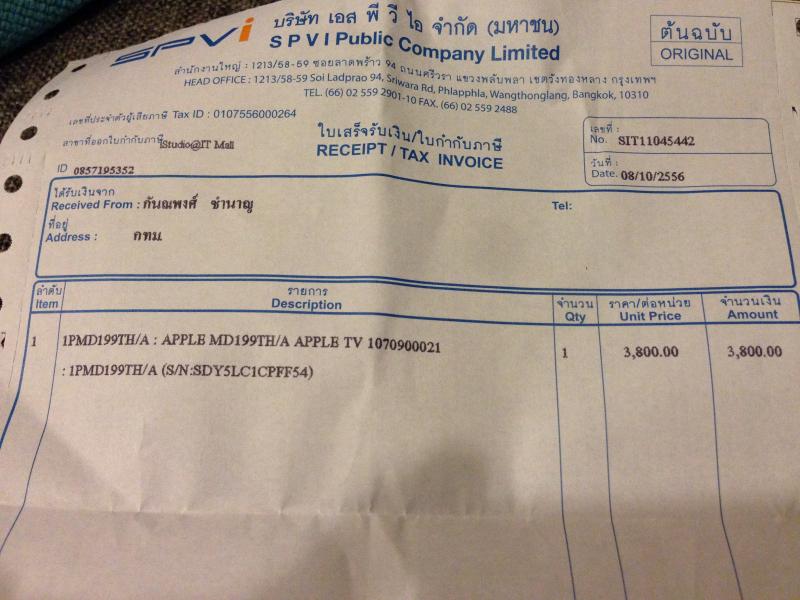 SPVi
บริษัท เอส พี วี ไอ จำกัด (มหาชน)
S P V I Public Company Limited
ต้นฉบับ
ORIGINAL
สำนักงานใหญ่ : 1213/58-59 ซอยลาดพร้าว 94 ถนนศรีวรา แขวงพลับพลา เขตวังทองหลาง กรุงเทพฯ
HEAD OFFICE : 1213/58-59 Soi Ladprao 94, Sriwara Rd, Phlapphla, Wangthonglang, Bangkok, 10310
TEL. (66) 02 559 2901-10 FAX. (66) 02 559 2488
เลขที่ประจำตัวผู้เสียภาษี Tax ID : 0107556000264
สาขาที่ออกใบกำกับภาษี iStudio@IT Mall
ID 0857195352
ใบเสร็จรับเงิน/ใบกำกับภาษี
RECEIPT / TAX INVOICE
เลขที่ :
No. SIT11045442
วันที่ :
Date. 08/10/2556
ได้รับเงินจาก
Received From : กันณพงศ์ ชำนาญ
Tel:
ที่อยู่
Address : กทม.
ลำดับ รายการ จำนวน ราคา/ต่อหน่วย จำนวนเงิน
Item Description Qty Unit Price Amount
1 1PMD199TH/A : APPLE MD199TH/A APPLE TV 1070900021 1 3,800.00 3,800.00
: 1PMD199TH/A (S/N:SDY5LC1CPFF54)